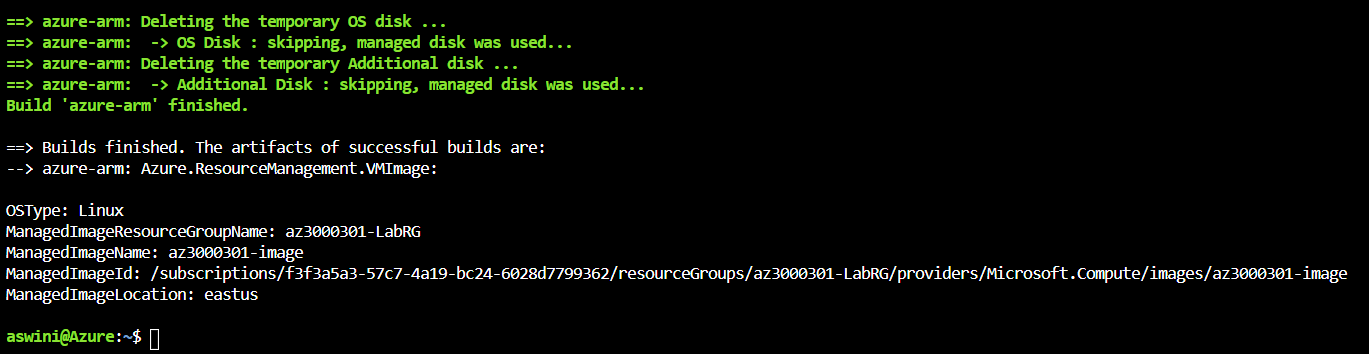 ==> azure-arm: Deleting the temporary OS disk ...
==> azure-arm:  -> OS Disk : skipping, managed disk was used...
==> azure-arm: Deleting the temporary Additional disk ...
==> azure-arm:  -> Additional Disk : skipping, managed disk was used...
Build 'azure-arm' finished.

==> Builds finished. The artifacts of successful builds are:
--> azure-arm: Azure.ResourceManagement.VMImage:

OSType: Linux
ManagedImageResourceGroupName: az3000301-LabRG
ManagedImageName: az3000301-image
ManagedImageId: /subscriptions/f3f3a5a3-57c7-4a19-bc24-6028d7799362/resourceGroups/az3000301-LabRG/providers/Microsoft.Compute/images/az3000301-image
ManagedImageLocation: eastus

aswini@Azure:~$